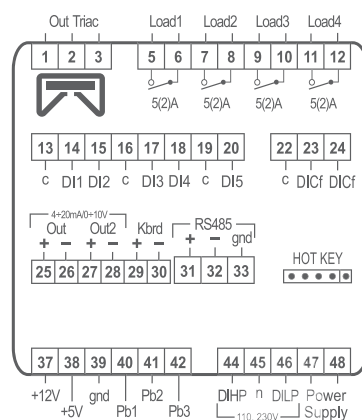 Out Triac Load1 Load2 Load3 Load4
1 2 3 5 6 7 8 9 10 11 12
5(2)A 5(2)A 5(2)A 5(2)A
13 14 15 16 17 18 19 20 22 23 24
c DI1 DI2 c DI3 DI4 c DI5 c DICf DICf
4÷20mA/0÷10V
Out Out2 Kbrd RS485
+ − + − + − + − gnd
25 26 27 28 29 30 31 32 33
HOT KEY
37 38 39 40 41 42 44 45 46 47 48
+12V gnd Pb2 DIHP n DILP Power
+5V Pb1 Pb3 110, 230V Supply